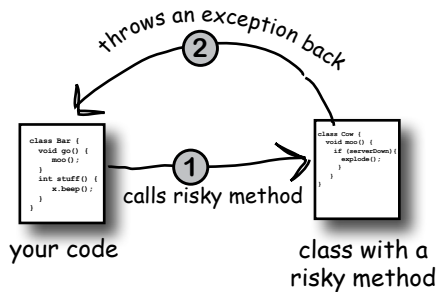 throws an exception back
2
class Bar {
void go() {
moo();
}
int stuff() {
x.beep();
}
}
1
calls risky method
class Cow {
void moo() {
if (serverDown){
explode();
}
}
}
your code
class with a
risky method